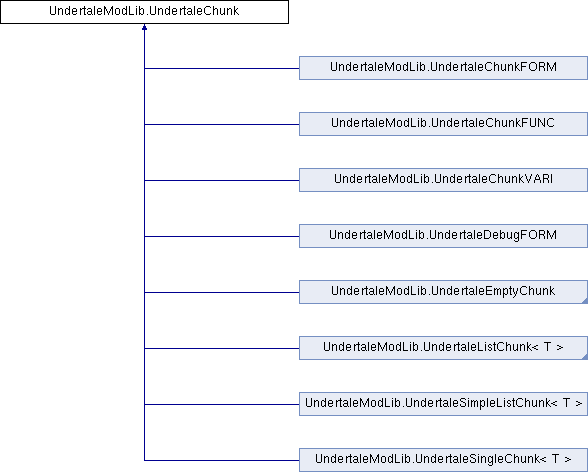 UndertaleModLib.UndertaleChunk
UndertaleModLib.UndertaleChunkFORM
UndertaleModLib.UndertaleChunkFUNC
UndertaleModLib.UndertaleChunkVARI
UndertaleModLib.UndertaleDebugFORM
UndertaleModLib.UndertaleEmptyChunk
UndertaleModLib.UndertaleListChunk< T >
UndertaleModLib.UndertaleSimpleListChunk< T >
UndertaleModLib.UndertaleSingleChunk< T >